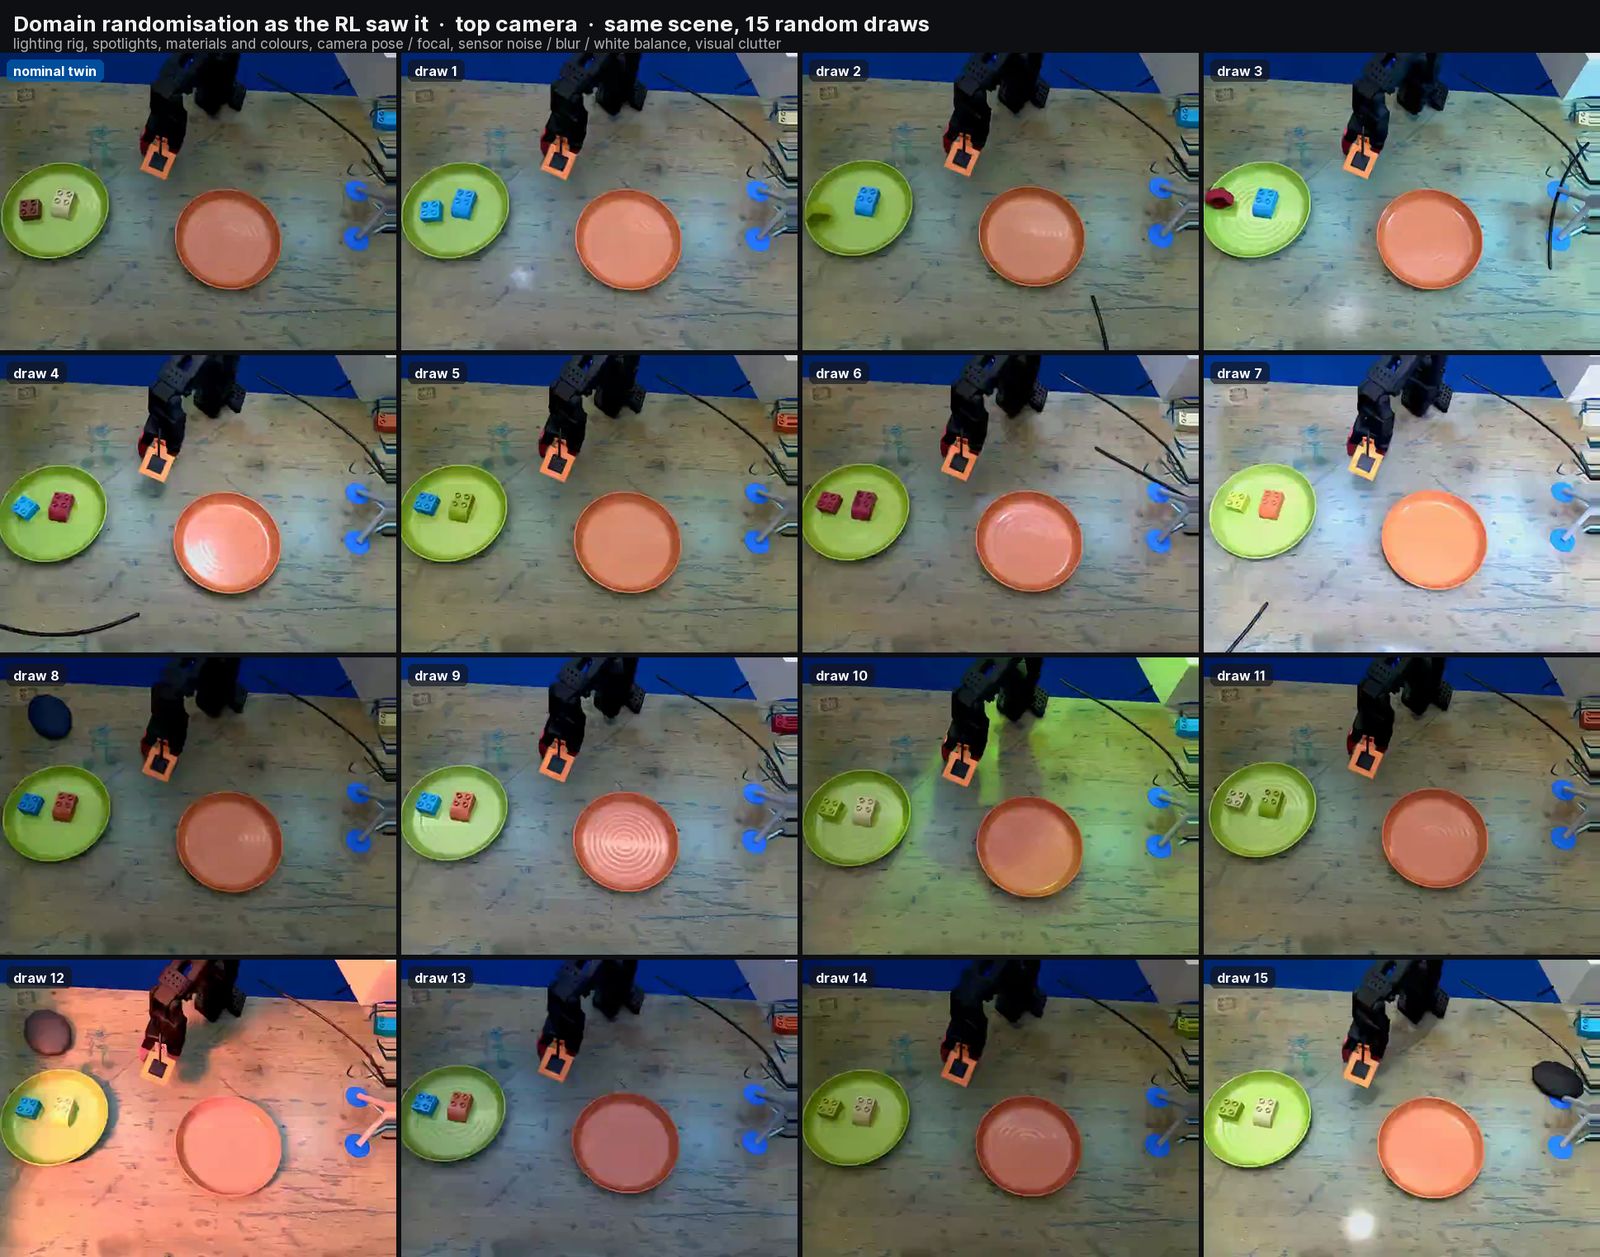 Domain randomisation as the RL saw it · top camera · same scene, 15 random draws
lighting rig, spotlights, materials and colours, camera pose / focal, sensor noise / blur / white balance, visual clutter
nominal twin
draw 1
draw 2
draw 3
draw 4
draw 5
draw 6
draw 7
draw 8
draw 9
draw 10
draw 11
draw 12
draw 13
draw 14
draw 15